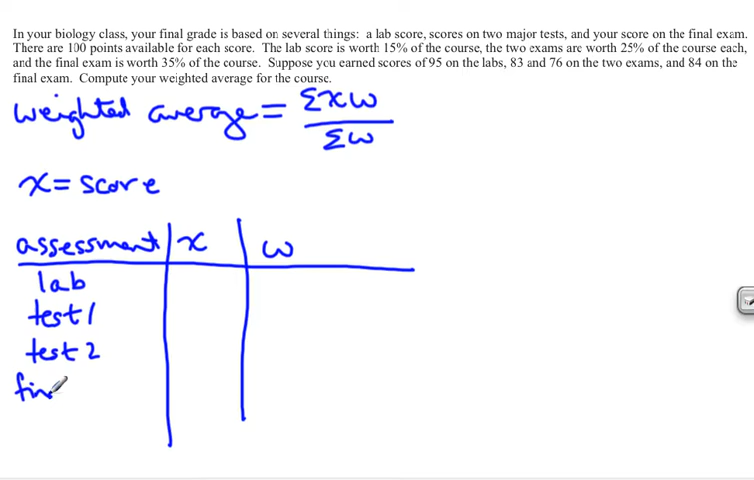 In your biology class, your final grade is based on several things: a lab score, scores on two major tests, and your score on the final exam.
There are 100 points available for each score. The lab score is worth 15% of the course, the two exams are worth 25% of the course each,
and the final exam is worth 35% of the course. Suppose you earned scores of 95 on the labs, 83 and 76 on the two exams, and 84 on the
final exam. Compute your weighted average for the course.
weighted average = Σxw / Σw
x = score
assessment x w
lab
test 1
test 2
fin